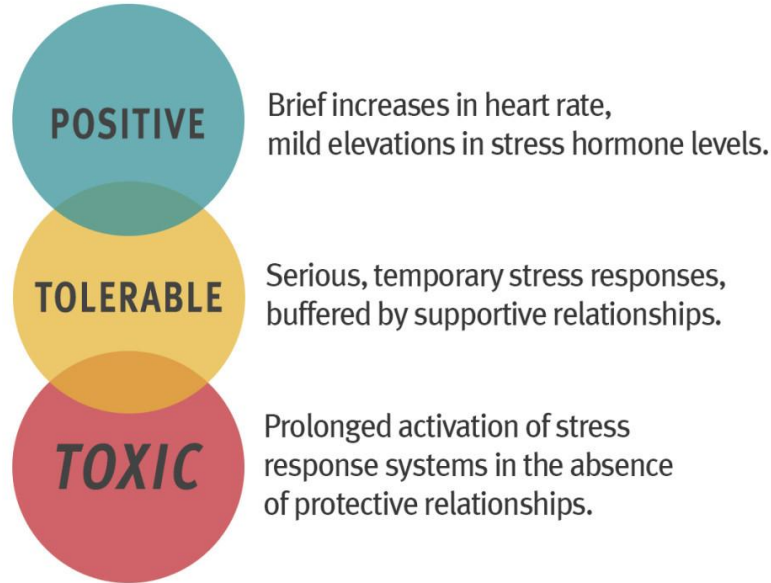 POSITIVE
Brief increases in heart rate,
mild elevations in stress hormone levels.
TOLERABLE
Serious, temporary stress responses,
buffered by supportive relationships.
TOXIC
Prolonged activation of stress
response systems in the absence
of protective relationships.